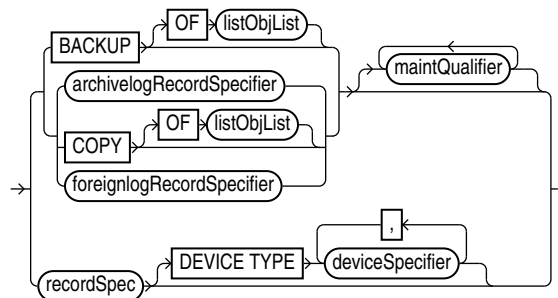 OF listObjList
BACKUP
maintQualifier
archivelogRecordSpecifier
OF listObjList
COPY
foreignlogRecordSpecifier
,
DEVICE TYPE deviceSpecifier
recordSpec